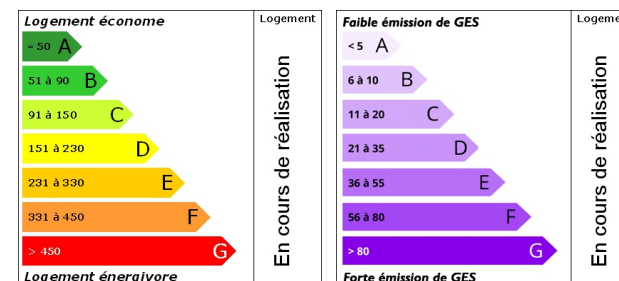 Logement économe
Logement
= 50 A
51 à 90 B
91 à 150 C
151 à 230 D
231 à 330 E
331 à 450 F
> 450 G
Logement énergivore
En cours de réalisation
Faible émission de GES
< 5 A
6 à 10 B
11 à 20 C
21 à 35 D
36 à 55 E
56 à 80 F
> 80 G
Forte émission de GES
En cours de réalisation